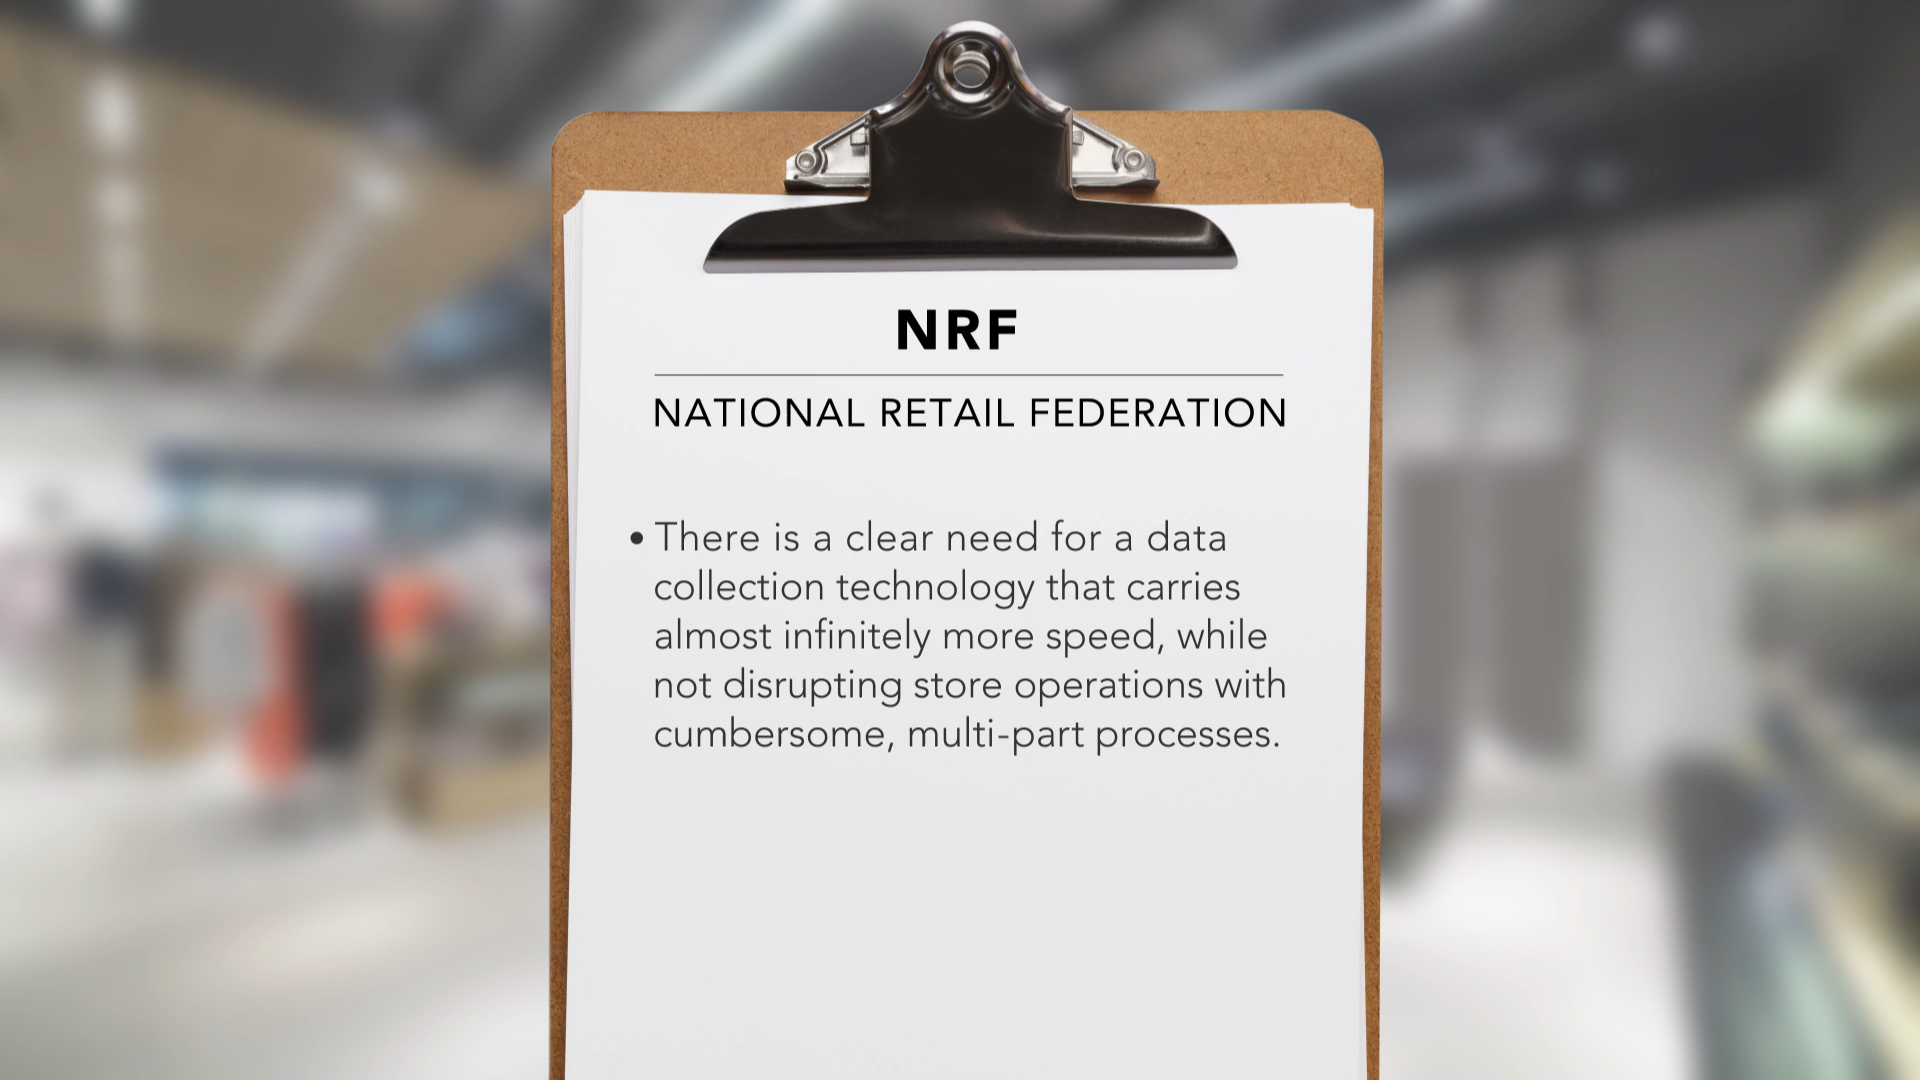 NRF
NATIONAL RETAIL FEDERATION
• There is a clear need for a data
collection technology that carries
almost infinitely more speed, while
not disrupting store operations with
cumbersome, multi-part processes.